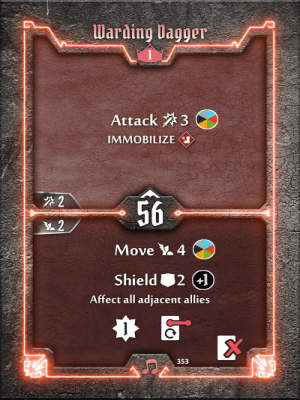 Warding Dagger
1
Attack 3
IMMOBILIZE
2
56
2
Move 4
Shield 2 +1
Affect all adjacent allies
1
353